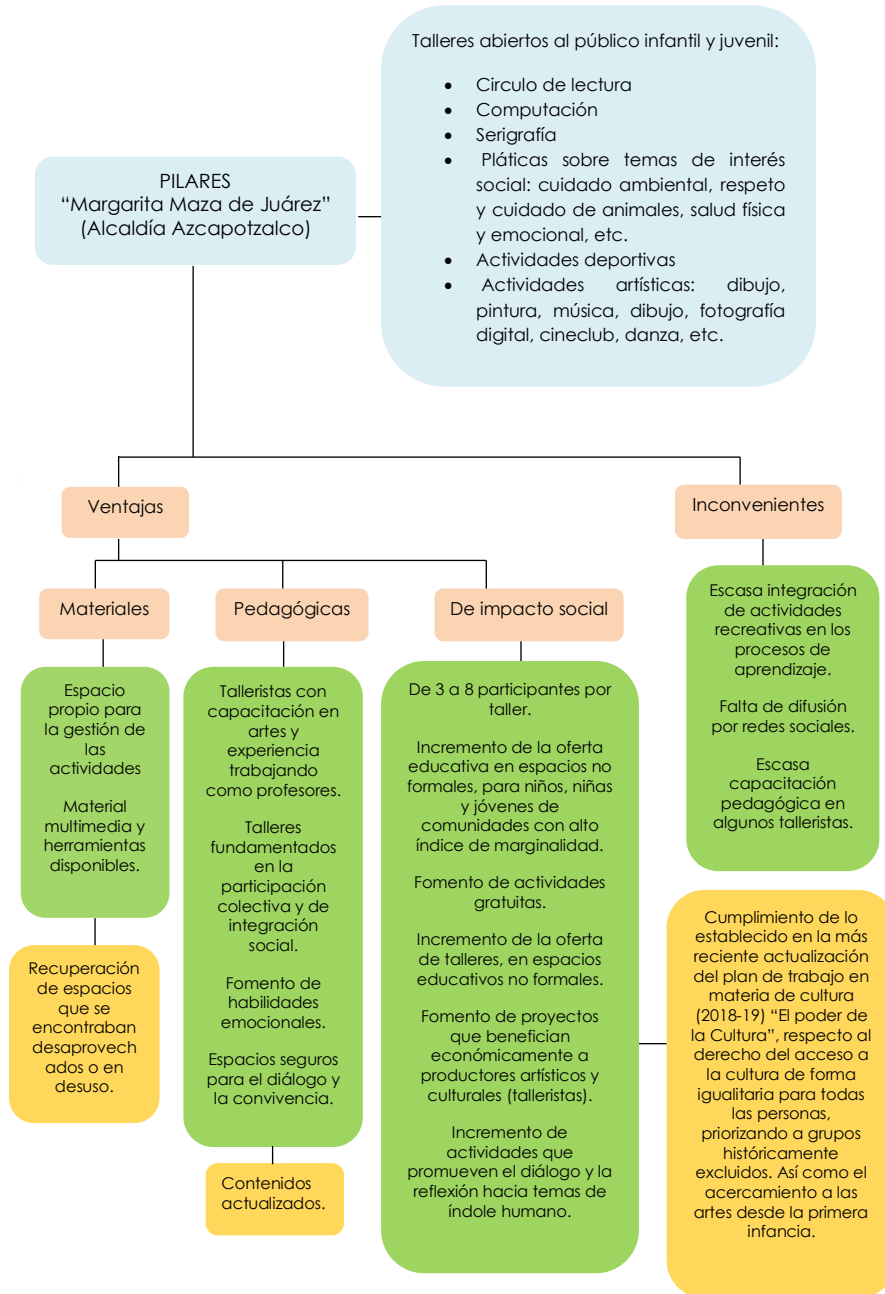 Talleres abiertos al público infantil y juvenil:
• Circulo de lectura
• Computación
• Serigrafía
• Pláticas sobre temas de interés
social: cuidado ambiental, respeto
y cuidado de animales, salud física
y emocional, etc.
• Actividades deportivas
• Actividades artísticas: dibujo,
pintura, música, dibujo, fotografía
digital, cineclub, danza, etc.
PILARES
“Margarita Maza de Juárez”
(Alcaldía Azcapotzalco)
Ventajas
Inconvenientes
Materiales
Pedagógicas
De impacto social
Espacio
propio para
la gestión de
las
actividades
Material
multimedia y
herramientas
disponibles.
Recuperación
de espacios
que se
encontraban
desaprovech
ados o en
desuso.
Talleristas con
capacitación en
artes y
experiencia
trabajando
como profesores.
Talleres
fundamentados
en la
participación
colectiva y de
integración
social.
Fomento de
habilidades
emocionales.
Espacios seguros
para el diálogo y
la convivencia.
Contenidos
actualizados.
De 3 a 8 participantes por
taller.
Incremento de la oferta
educativa en espacios no
formales, para niños, niñas
y jóvenes de
comunidades con alto
índice de marginalidad.
Fomento de actividades
gratuitas.
Incremento de la oferta
de talleres, en espacios
educativos no formales.
Fomento de proyectos
que benefician
económicamente a
productores artísticos y
culturales (talleristas).
Incremento de
actividades que
promueven el diálogo y la
reflexión hacia temas de
índole humano.
Escasa integración
de actividades
recreativas en los
procesos de
aprendizaje.
Falta de difusión
por redes sociales.
Escasa
capacitación
pedagógica en
algunos talleristas.
Cumplimiento de lo
establecido en la más
reciente actualización
del plan de trabajo en
materia de cultura
(2018-19) “El poder de
la Cultura”, respecto al
derecho del acceso a
la cultura de forma
igualitaria para todas
las personas,
priorizando a grupos
históricamente
excluidos. Así como el
acercamiento a las
artes desde la primera
infancia.